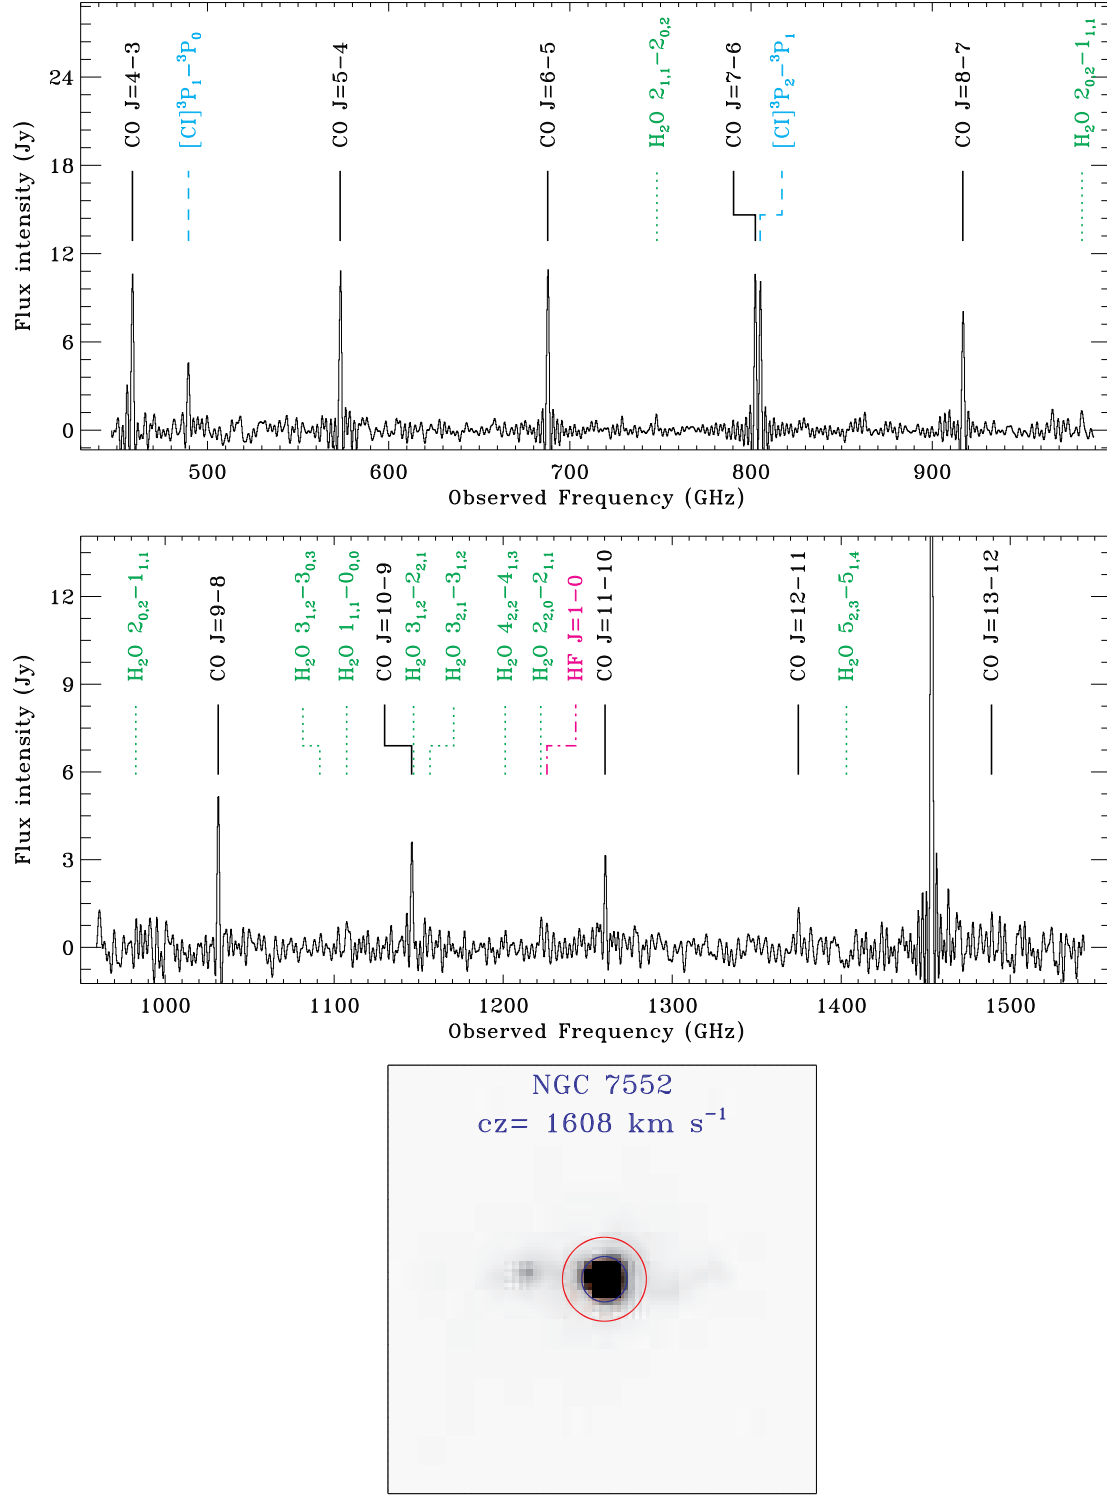 CO J=4−3
[CI]³P₁−³P₀
CO J=5−4
CO J=6−5
H₂O 2₁,₁−2₀,₂
CO J=7−6
[CI]³P₂−³P₁
CO J=8−7
H₂O 2₀,₂−1₁,₁
Flux intensity (Jy)
24
18
12
6
0
500 600 700 800 900
Observed Frequency (GHz)
H₂O 2₀,₂−1₁,₁
CO J=9−8
H₂O 3₁,₂−3₀,₃
H₂O 1₁,₁−0₀,₀
CO J=10−9
H₂O 3₁,₂−2₂,₁
H₂O 3₂,₁−3₁,₂
H₂O 4₂,₂−4₁,₃
H₂O 2₂,₀−2₁,₁
HF J=1−0
CO J=11−10
CO J=12−11
H₂O 5₂,₃−5₁,₄
CO J=13−12
Flux intensity (Jy)
12
9
6
3
0
1000 1100 1200 1300 1400 1500
Observed Frequency (GHz)
NGC 7552
cz= 1608 km s⁻¹